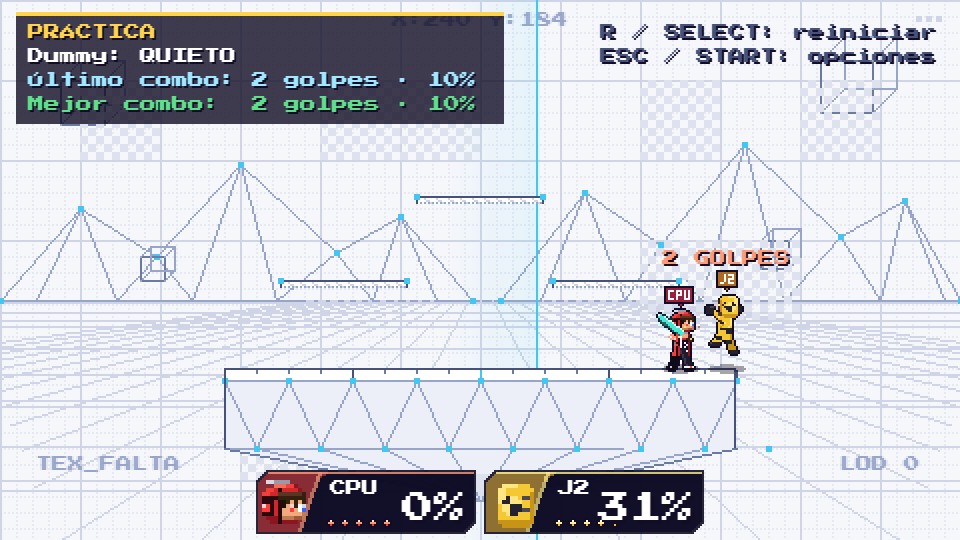 X:240 Y:184
PRÁCTICA
Dummy: QUIETO
Último combo: 2 golpes · 10%
Mejor combo: 2 golpes · 10%
R / SELECT: reiniciar
ESC / START: opciones
2 GOLPES
J2
CPU
TEX_FALTA
LOD 0
CPU
0%
J2
31%